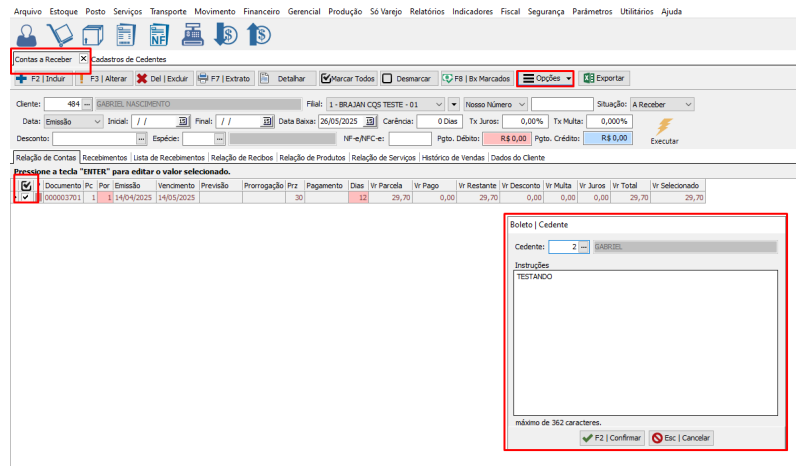 Arquivo Estoque Posto Serviços Transporte Movimento Financeiro Gerencial Produção Só Varejo Relatórios Indicadores Fiscal Segurança Parâmetros Utilitários Ajuda
NF
Contas a Receber X Cadastros de Cedentes
F2 | Incluir F3 | Alterar Del | Excluir F7 | Extrato Detalhar Marcar Todos Desmarcar F8 | Bx Marcados Opções Exportar
Cliente: 484 ... GABRIEL NASCIMENTO Filial: 1 - BRAJAN CQS TESTE - 01 Nosso Número Situação: A Receber
Data: Emissão Inicial: / / Final: / / Data Baixa: 26/05/2025 Carência: 0 Dias Tx Juros: 0,00% Tx Multa: 0,000%
Desconto: ... Espécie: ... NF-e/NFC-e: Pgto. Débito: R$ 0,00 Pgto. Crédito: R$ 0,00 Executar
Relação de Contas Recebimentos Lista de Recebimentos Relação de Recibos Relação de Produtos Relação de Serviços Histórico de Vendas Dados do Cliente
Pressione a tecla "ENTER" para editar o valor selecionado.
Documento Pc Por Emissão Vencimento Previsão Prorrogação Prz Pagamento Dias Vr Parcela Vr Pago Vr Restante Vr Desconto Vr Multa Vr Juros Vr Total Vr Selecionado
000003701 1 1 14/04/2025 14/05/2025 30 12 29,70 0,00 29,70 0,00 0,00 0,00 29,70 29,70
Boleto | Cedente
Cedente: 2 ... GABRIEL
Instruções
TESTANDO
máximo de 362 caracteres.
F2 | Confirmar Esc | Cancelar